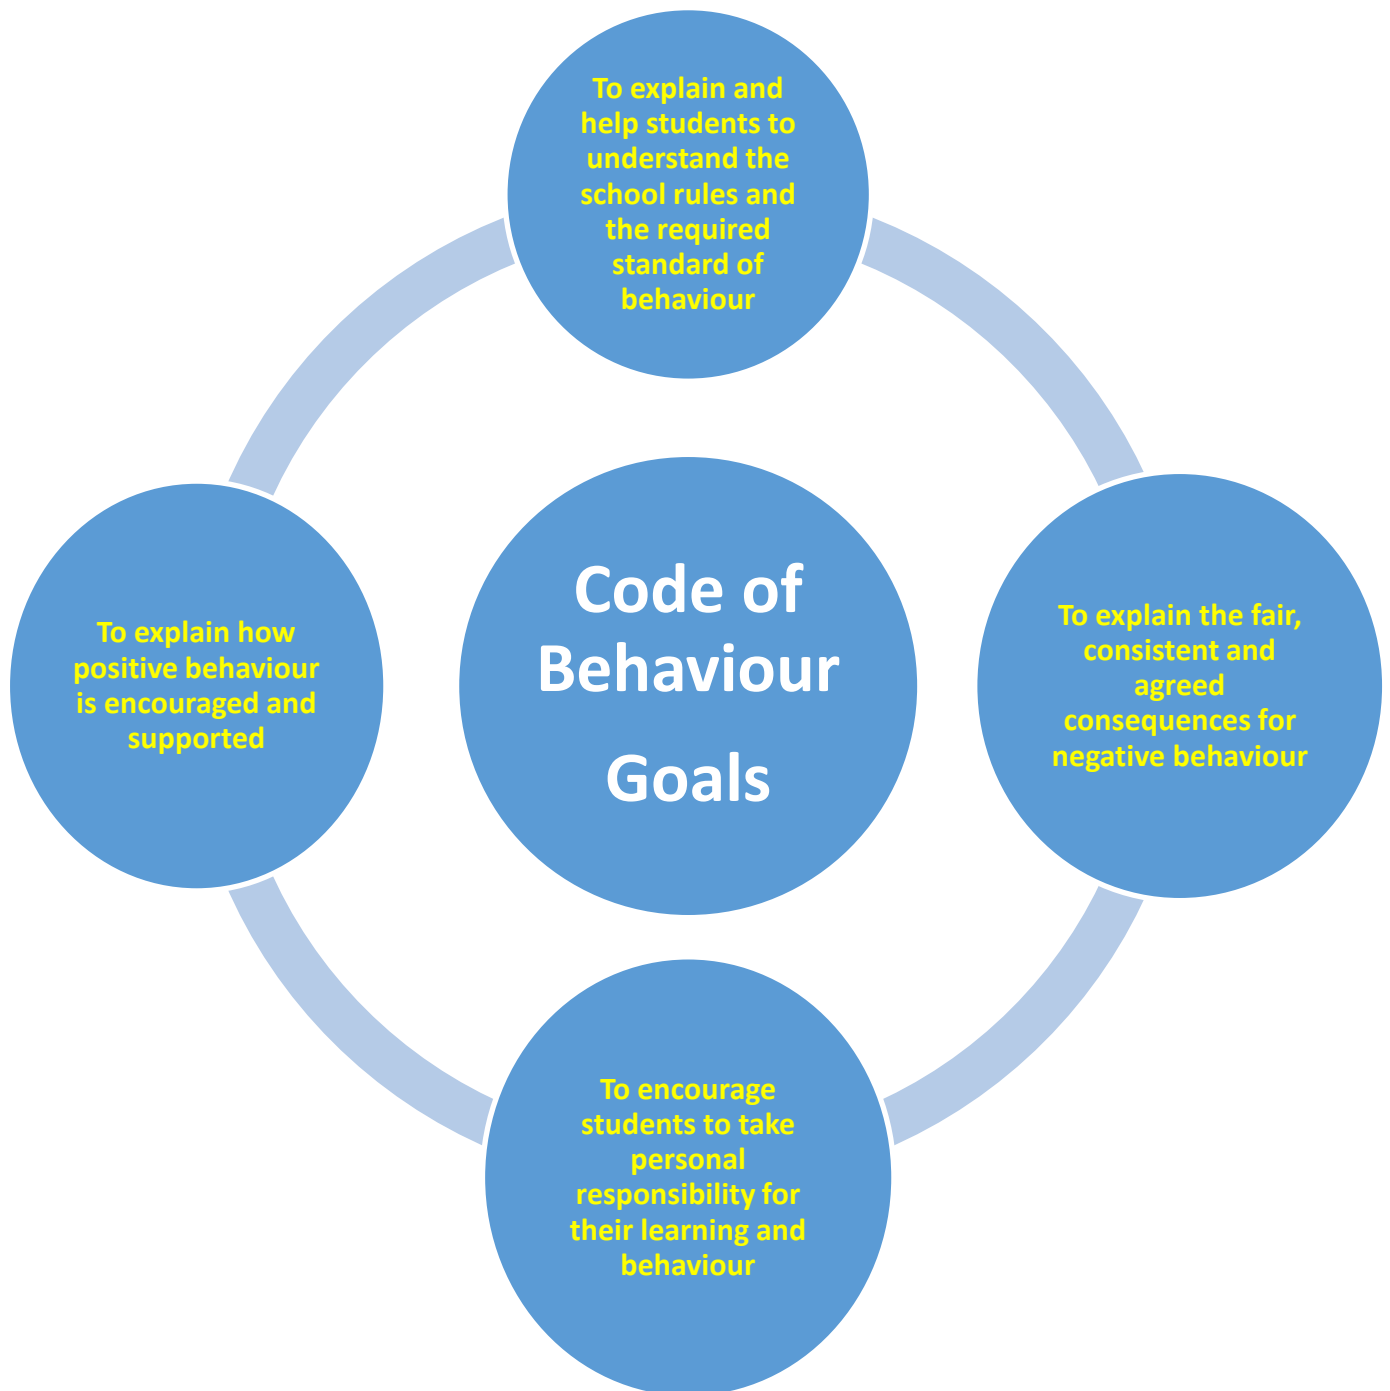 To explain and
help students to
understand the
school rules and
the required
standard of
behaviour
To explain how
positive behaviour
is encouraged and
supported
Code of
Behaviour
Goals
To explain the fair,
consistent and
agreed
consequences for
negative behaviour
To encourage
students to take
personal
responsibility for
their learning and
behaviour